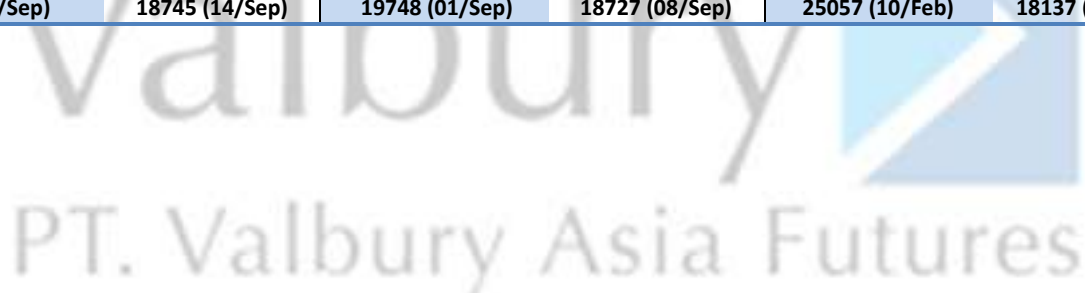 /Sep) 18745 (14/Sep) 19748 (01/Sep) 18727 (08/Sep) 25057 (10/Feb) 18137 (
Valbury
PT. Valbury Asia Futures